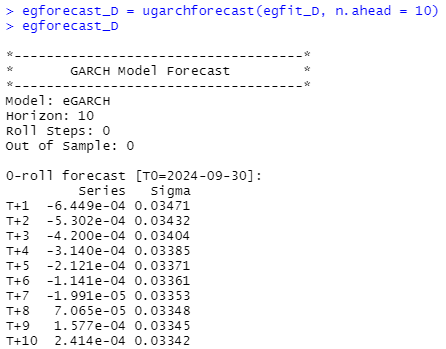 > egforecast_D = ugarchforecast(egfit_D, n.ahead = 10)
> egforecast_D

*------------------------------------*
*       GARCH Model Forecast         *
*------------------------------------*
Model: eGARCH
Horizon: 10
Roll Steps: 0
Out of Sample: 0

0-roll forecast [T0=2024-09-30]:
         Series   Sigma
T+1  -6.449e-04 0.03471
T+2  -5.302e-04 0.03432
T+3  -4.200e-04 0.03404
T+4  -3.140e-04 0.03385
T+5  -2.121e-04 0.03371
T+6  -1.141e-04 0.03361
T+7  -1.991e-05 0.03353
T+8   7.065e-05 0.03348
T+9   1.577e-04 0.03345
T+10  2.414e-04 0.03342